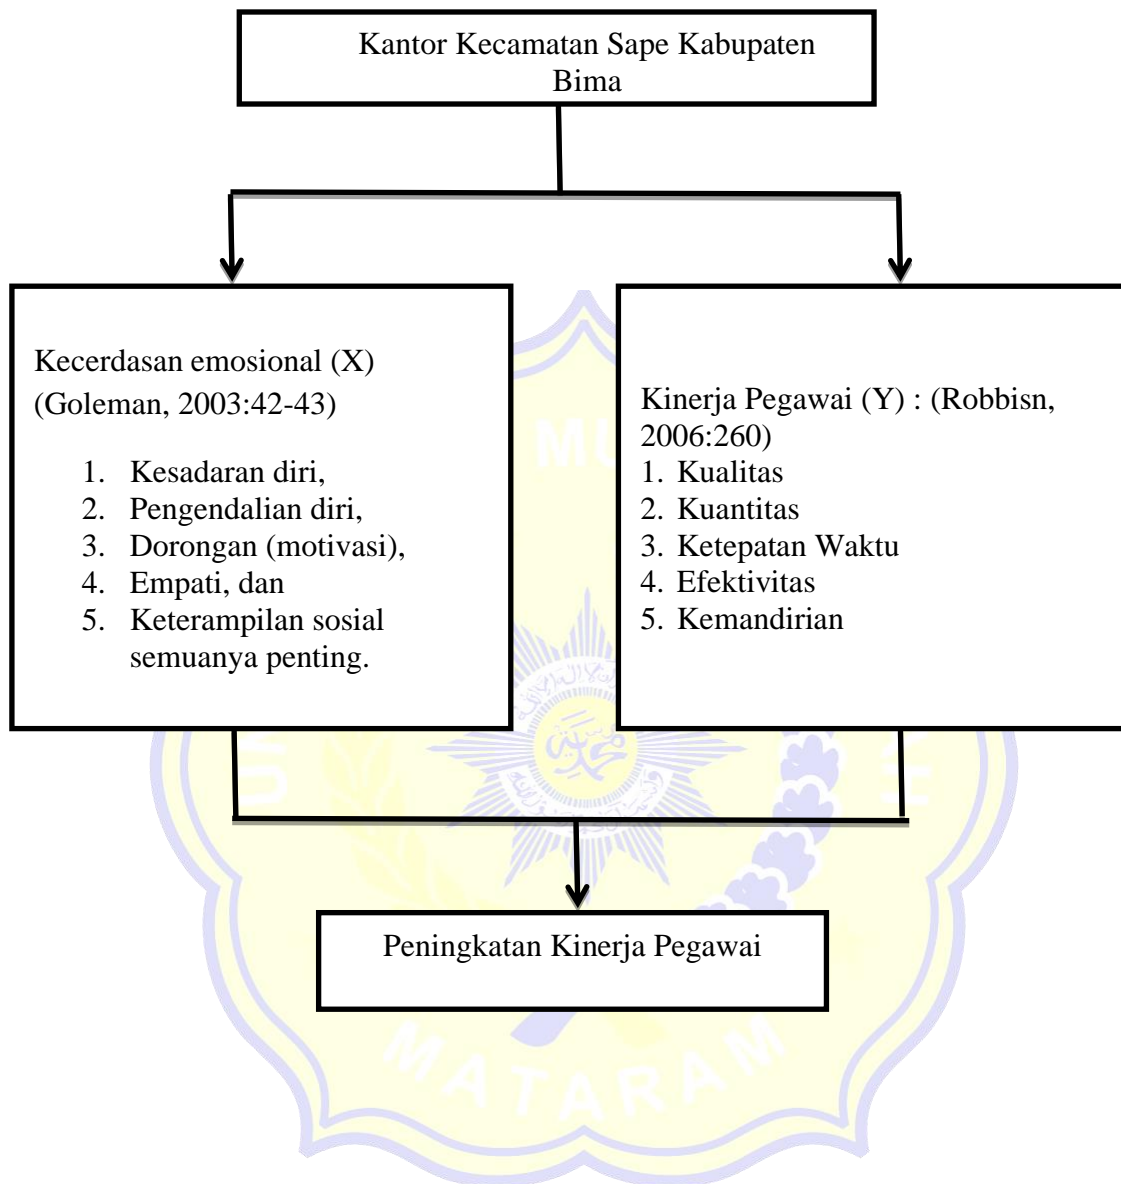 Kantor Kecamatan Sape Kabupaten
Bima
Kecerdasan emosional (X)
(Goleman, 2003:42-43)
1. Kesadaran diri,
2. Pengendalian diri,
3. Dorongan (motivasi),
4. Empati, dan
5. Keterampilan sosial
semuanya penting.
Kinerja Pegawai (Y) : (Robbisn,
2006:260)
1. Kualitas
2. Kuantitas
3. Ketepatan Waktu
4. Efektivitas
5. Kemandirian
Peningkatan Kinerja Pegawai
MATARAM